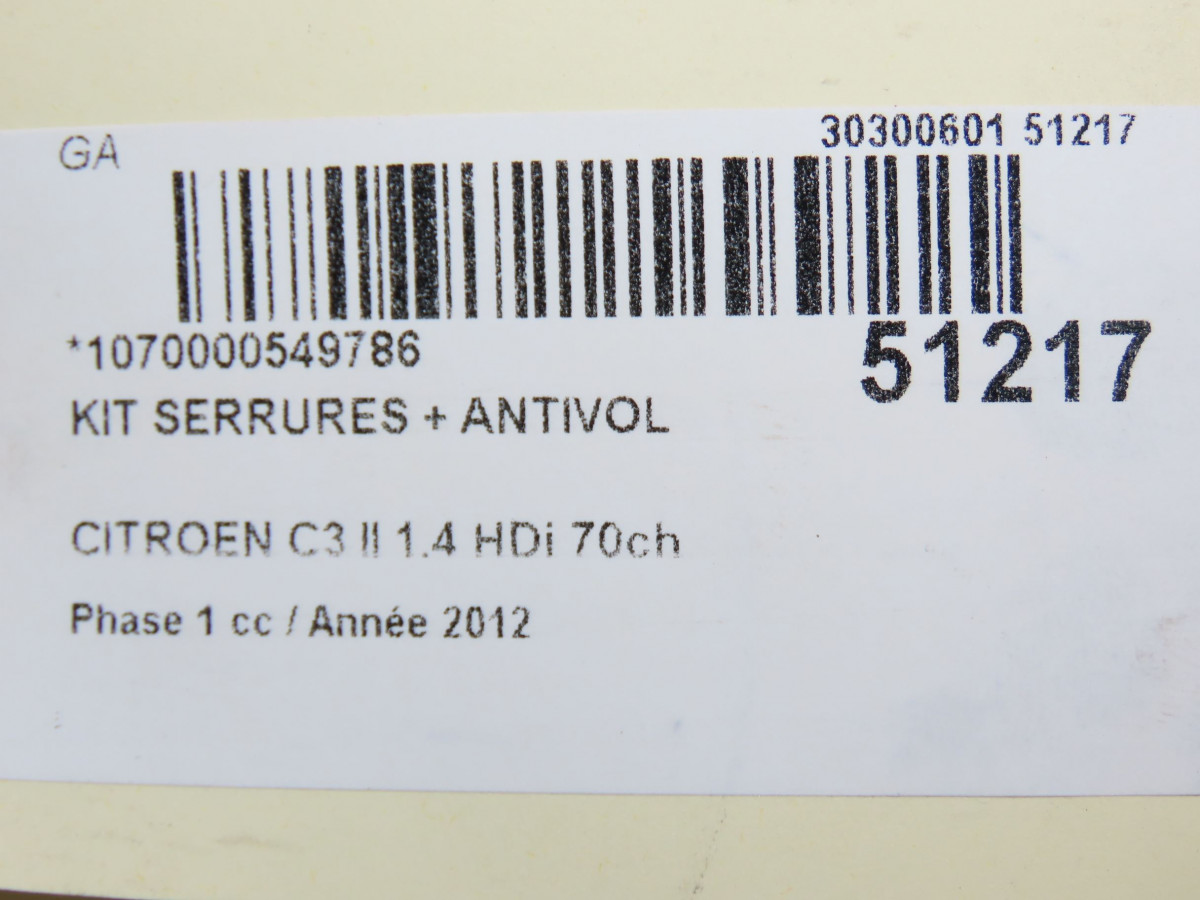 GA
30300601 51217
*1070000549786
51217
KIT SERRURES + ANTIVOL
CITROEN C3 II 1.4 HDi 70ch
Phase 1 cc / Année 2012